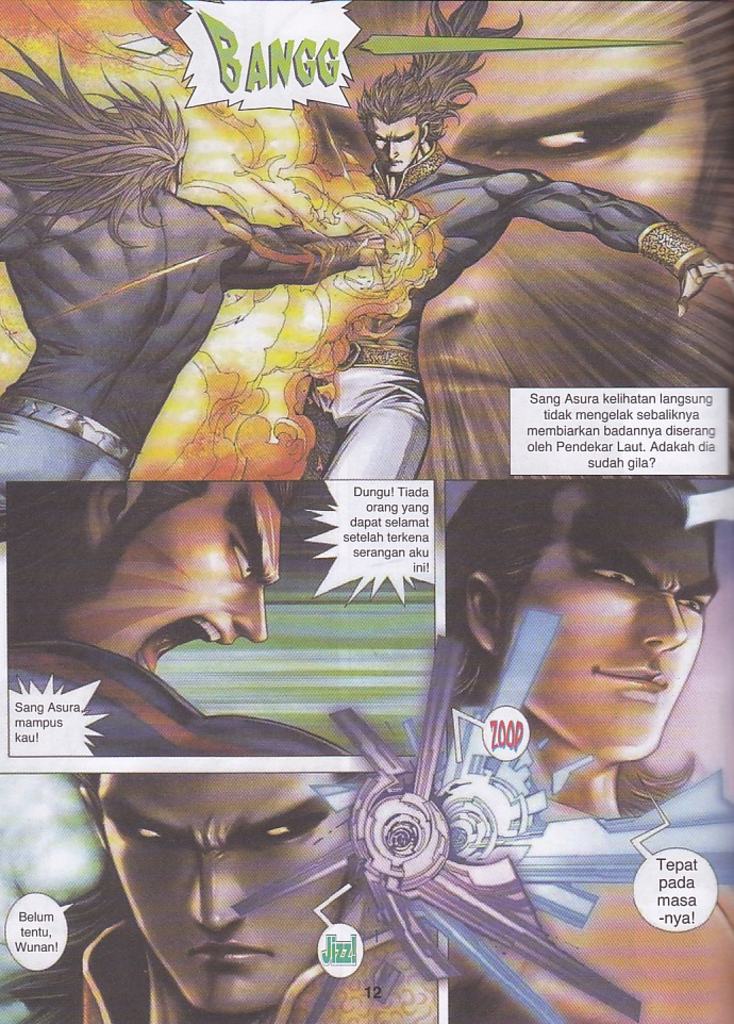 BANGG
Sang Asura kelihatan langsung
tidak mengelak sebaliknya
membiarkan badannya diserang
oleh Pendekar Laut. Adakah dia
sudah gila?
Dungu! Tiada
orang yang
dapat selamat
setelah terkena
serangan aku
ini!
Sang Asura,
mampus
kau!
ZOOP
Tepat
pada
masa
-nya!
Belum
tentu,
Wunan!
Jizz!
12